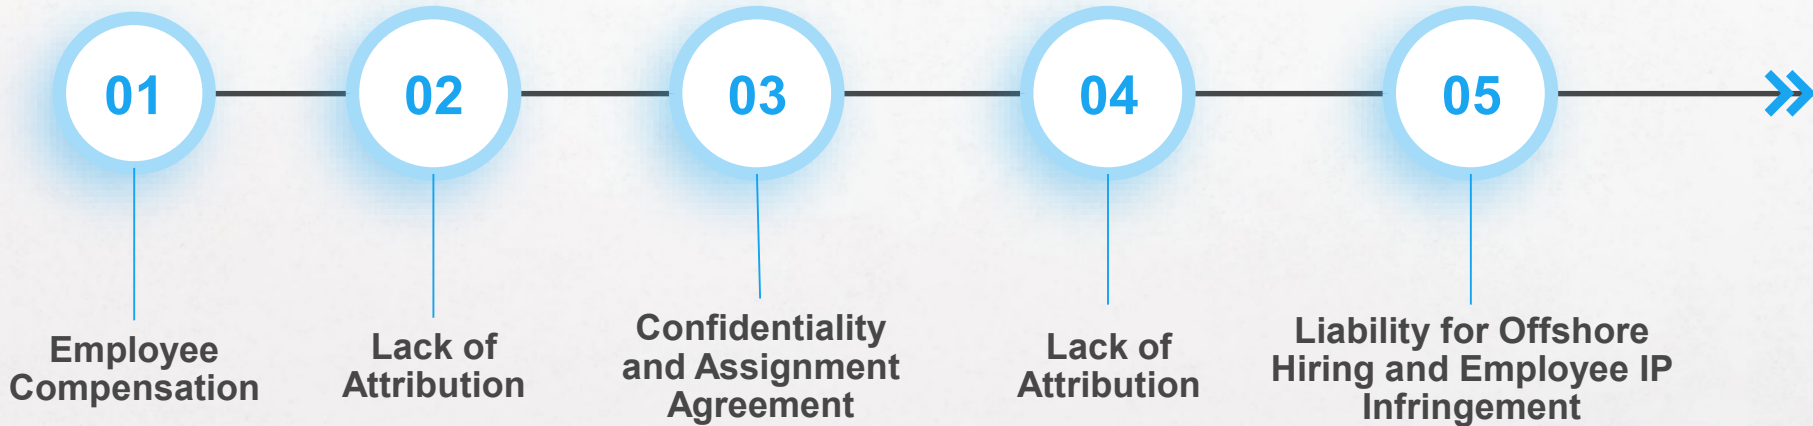 01
02
03
04
05
Employee
Compensation
Lack of
Attribution
Confidentiality
and Assignment
Agreement
Lack of
Attribution
Liability for Offshore
Hiring and Employee IP
Infringement